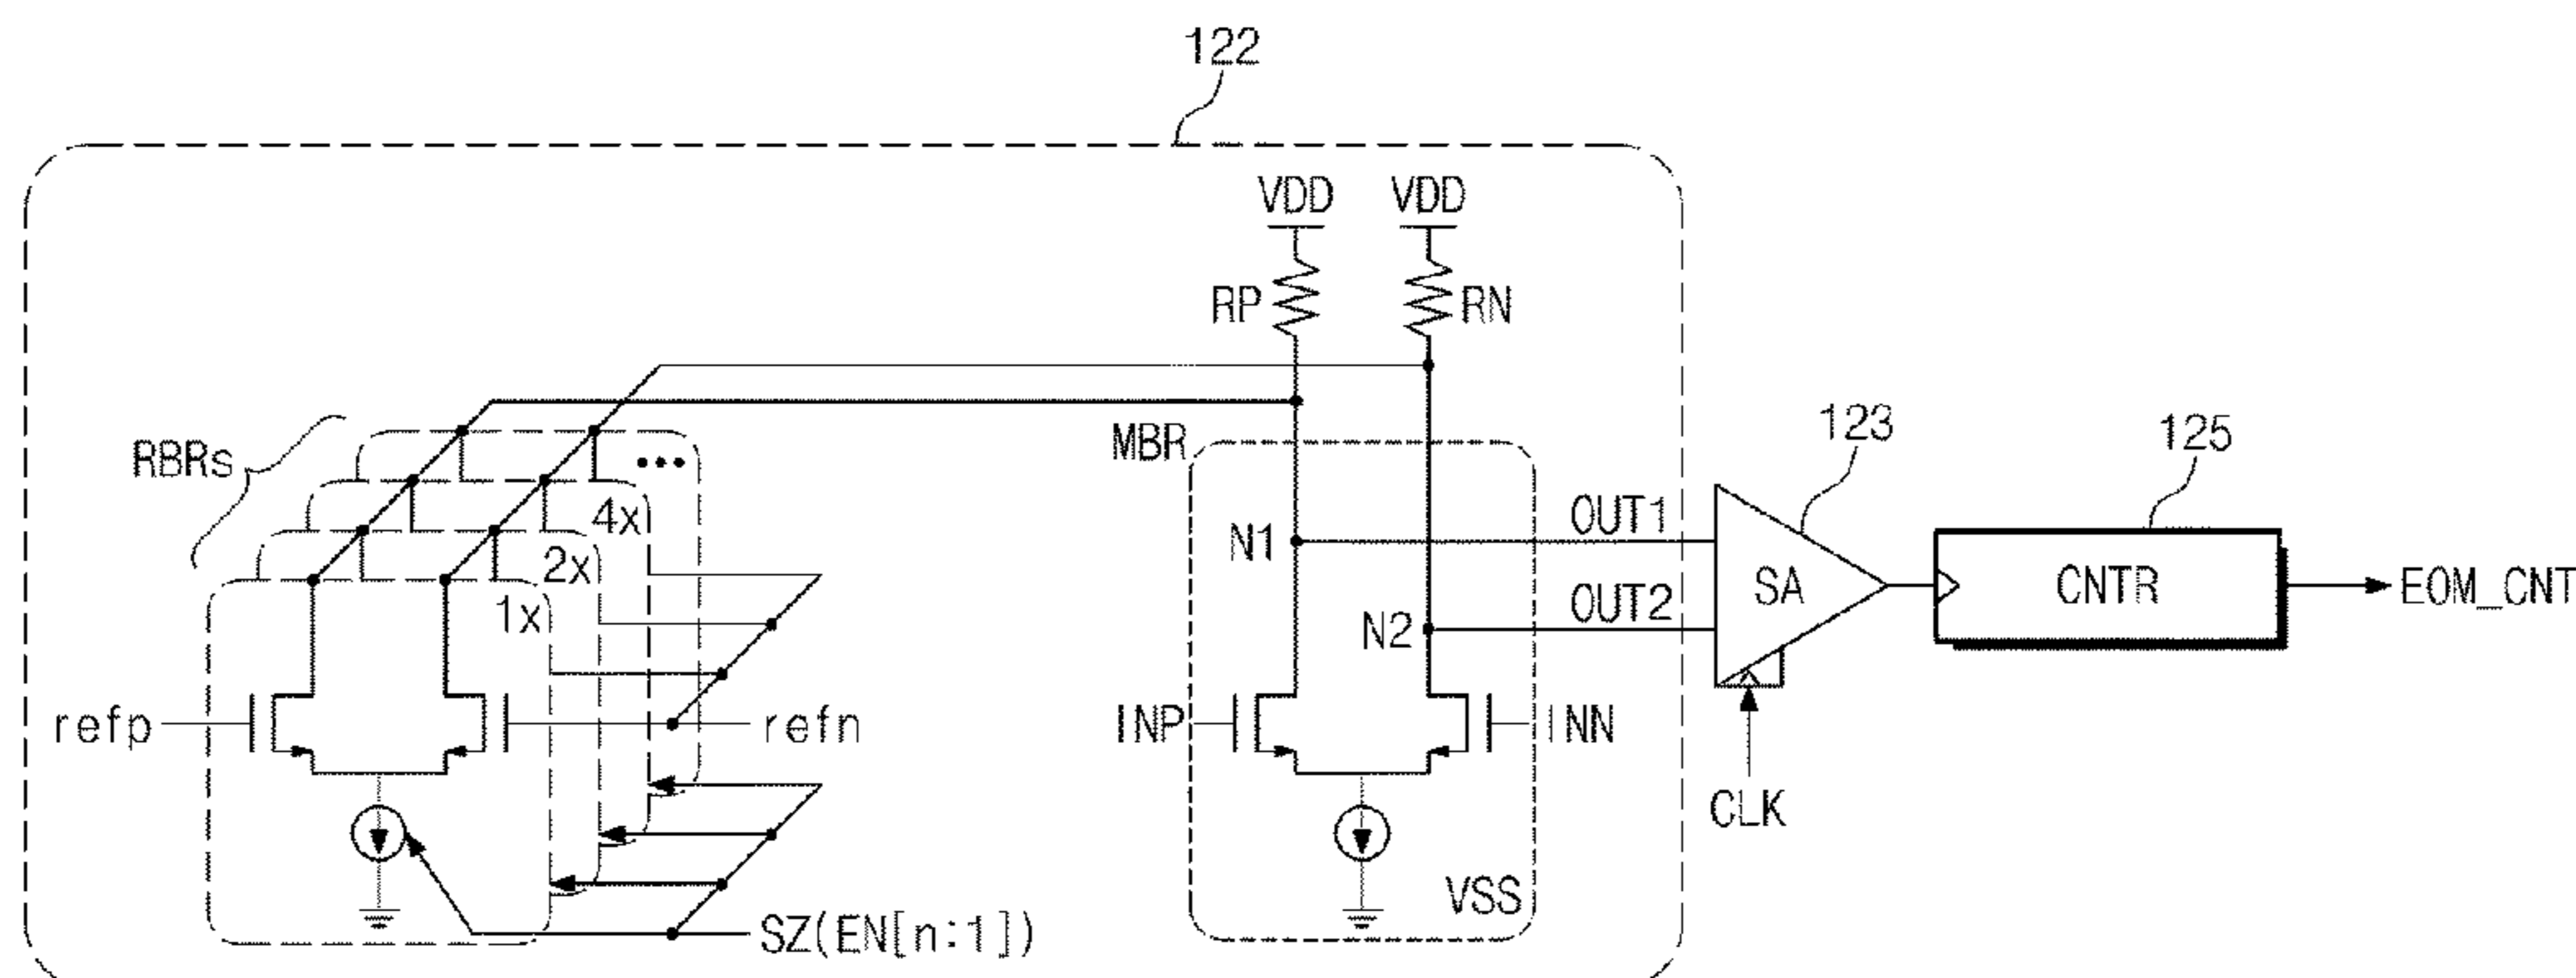 122
VDD VDD
RP RN
RBRs
MBR
123
125
4x
2x
1x
...
N1
OUT1
N2
OUT2
SA
CNTR
EOM_CNT
refp
refn
INP
INN
CLK
VSS
SZ(EN[n:1])